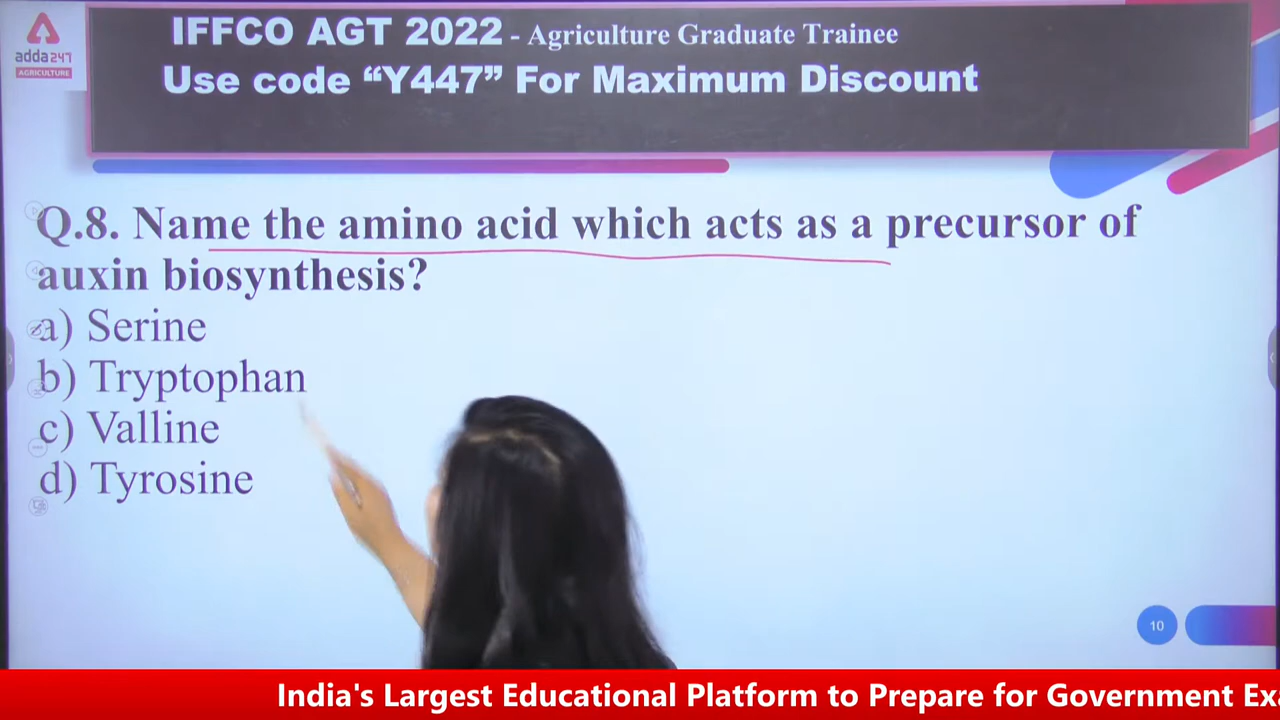 adda247
AGRICULTURE
IFFCO AGT 2022 - Agriculture Graduate Trainee
Use code “Y447” For Maximum Discount
Q.8. Name the amino acid which acts as a precursor of
auxin biosynthesis?
a) Serine
b) Tryptophan
c) Valline
d) Tyrosine
10
India's Largest Educational Platform to Prepare for Government Exa